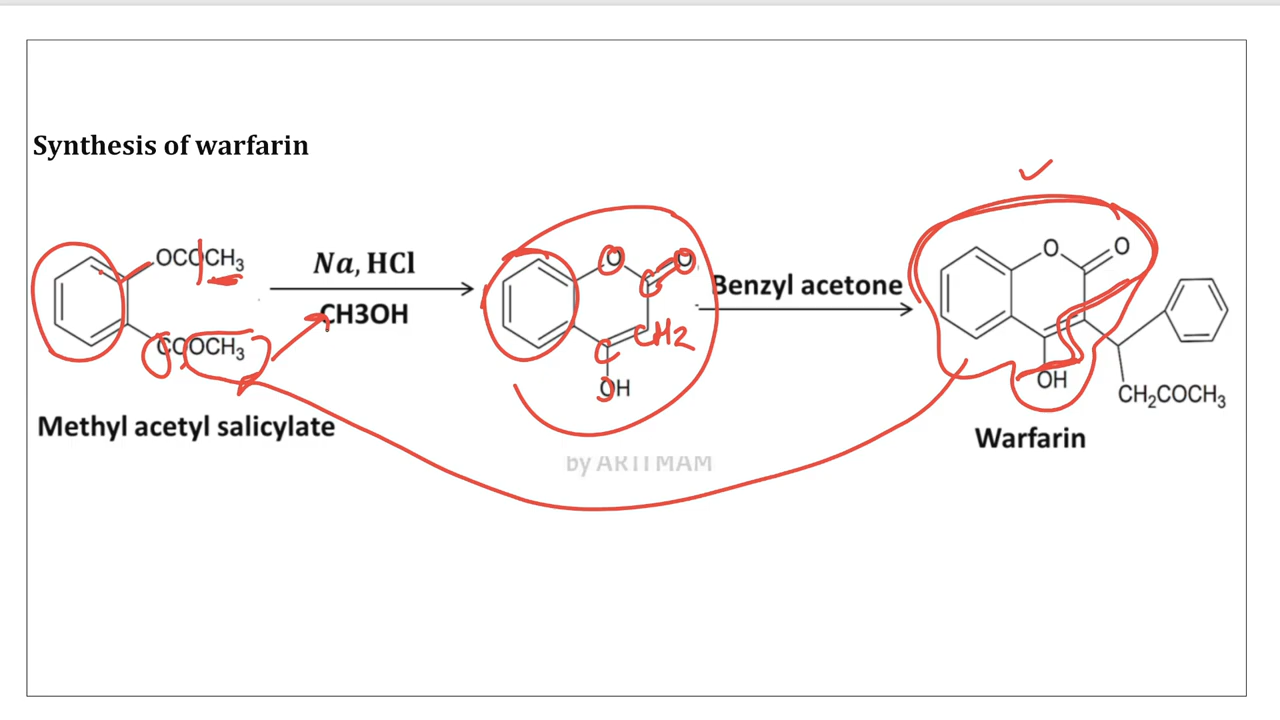 Synthesis of warfarin
OCOCH3
COOCH3
Methyl acetyl salicylate
Na, HCl
CH3OH
O
O
C
CH2
C
OH
by ARTI MAM
Benzyl acetone
O
O
OH
CH2COCH3
Warfarin